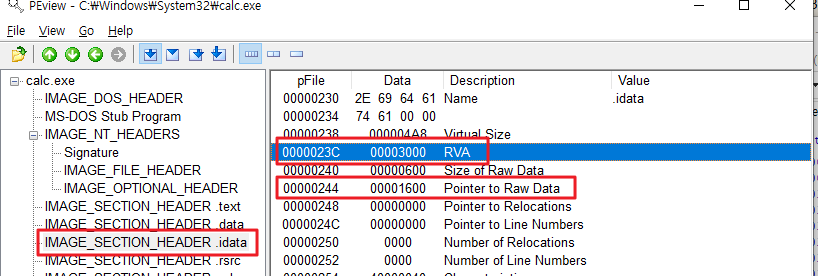 PEview - C:₩Windows₩System32₩calc.exe
File View Go Help
calc.exe
IMAGE_DOS_HEADER
MS-DOS Stub Program
IMAGE_NT_HEADERS
Signature
IMAGE_FILE_HEADER
IMAGE_OPTIONAL_HEADER
IMAGE_SECTION_HEADER .text
IMAGE_SECTION_HEADER .data
IMAGE_SECTION_HEADER .idata
IMAGE_SECTION_HEADER .rsrc
pFile Data Description Value
00000230 2E 69 64 61 Name .idata
00000234 74 61 00 00
00000238 000004A8 Virtual Size
0000023C 00003000 RVA
00000240 00000600 Size of Raw Data
00000244 00001600 Pointer to Raw Data
00000248 00000000 Pointer to Relocations
0000024C 00000000 Pointer to Line Numbers
00000250 0000 Number of Relocations
00000252 0000 Number of Line Numbers